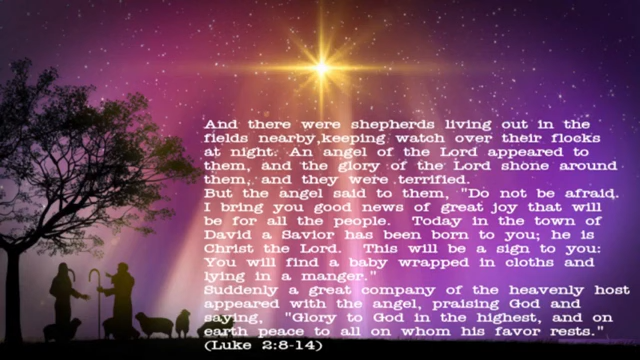 And there were shepherds living out in the
fields nearby,keeping watch over their flocks
at night. An angel of the Lord appeared to
them, and the glory of the Lord shone around
them, and they were terrified.
But the angel said to them, "Do not be afraid.
I bring you good news of great joy that will
be for all the people. Today in the town of
David a Savior has been born to you; he is
Christ the Lord. This will be a sign to you:
You will find a baby wrapped in cloths and
lying in a manger."
Suddenly a great company of the heavenly host
appeared with the angel, praising God and
saying, "Glory to God in the highest, and on
earth peace to all on whom his favor rests."
(Luke 2:8-14)